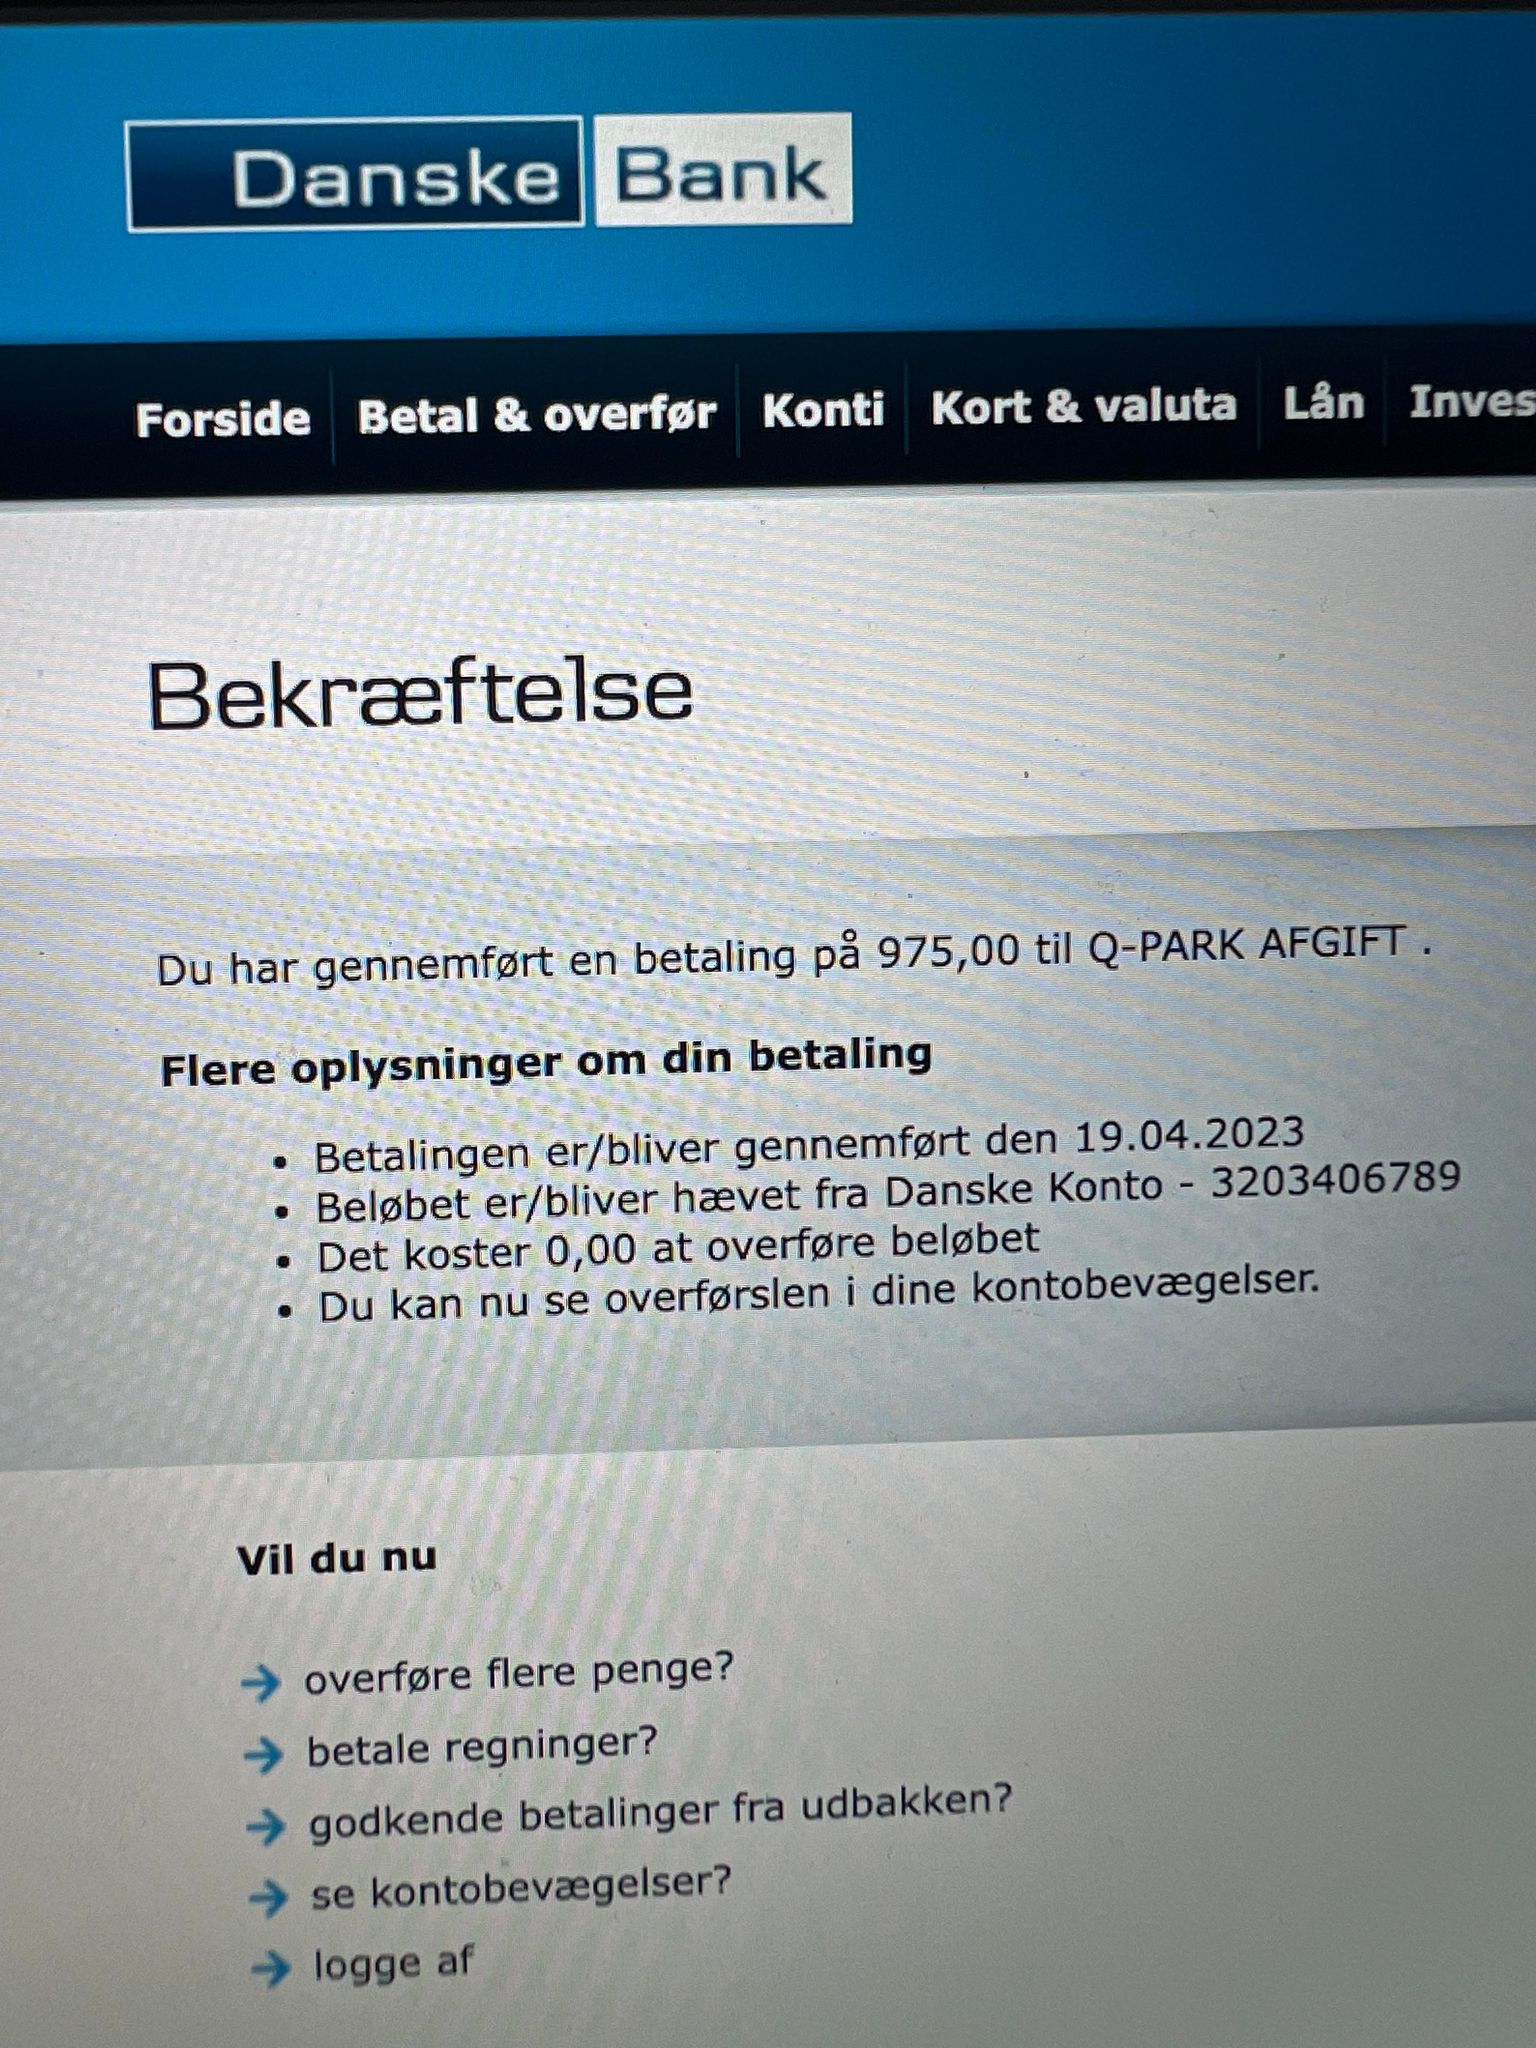 Danske Bank
Forside Betal & overfør Konti Kort & valuta Lån Inves
Bekræftelse
Du har gennemført en betaling på 975,00 til Q-PARK AFGIFT .
Flere oplysninger om din betaling
• Betalingen er/bliver gennemført den 19.04.2023
• Beløbet er/bliver hævet fra Danske Konto - 3203406789
• Det koster 0,00 at overføre beløbet
• Du kan nu se overførslen i dine kontobevægelser.
Vil du nu
overføre flere penge?
betale regninger?
godkende betalinger fra udbakken?
se kontobevægelser?
logge af